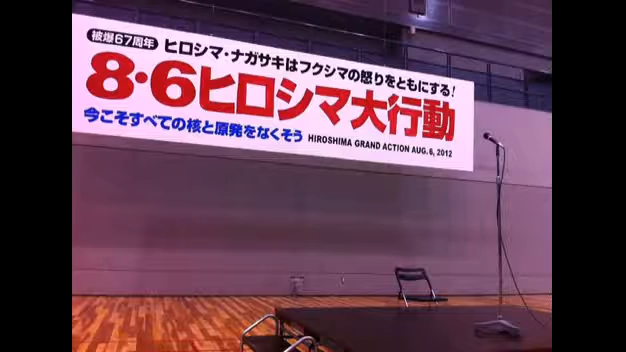 被爆67周年 ヒロシマ・ナガサキはフクシマの怒りをともにする!
8・6ヒロシマ大行動
今こそすべての核と原発をなくそう HIROSHIMA GRAND ACTION AUG. 6, 2012